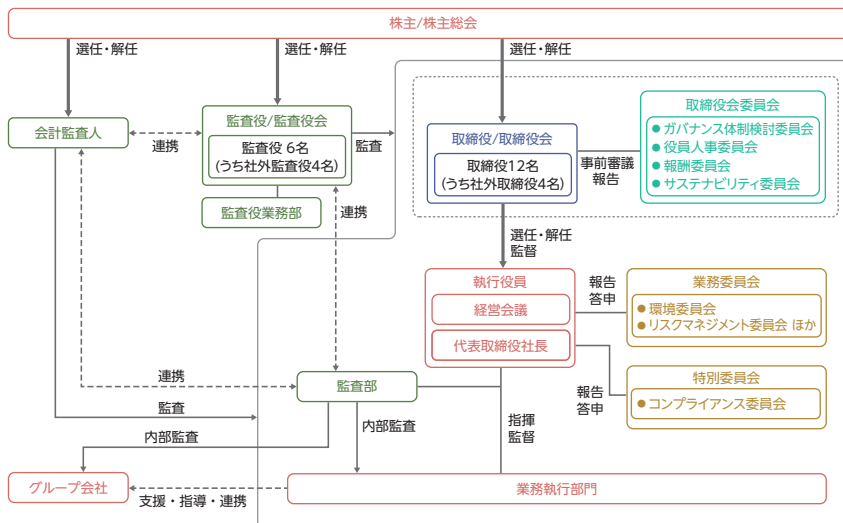 株主/株主総会
選任・解任
選任・解任
選任・解任
会計監査人
連携
監査役/監査役会
監査役 6名
(うち社外監査役4名)
監査
監査役業務部
連携
取締役/取締役会
取締役12名
(うち社外取締役4名)
事前審議
報告
取締役会委員会
● ガバナンス体制検討委員会
● 役員人事委員会
● 報酬委員会
● サステナビリティ委員会
選任・解任
監督
執行役員
経営会議
代表取締役社長
報告
答申
業務委員会
● 環境委員会
● リスクマネジメント委員会 ほか
報告
答申
特別委員会
● コンプライアンス委員会
連携
監査部
監査
内部監査
内部監査
指揮
監督
グループ会社
支援・指導・連携
業務執行部門